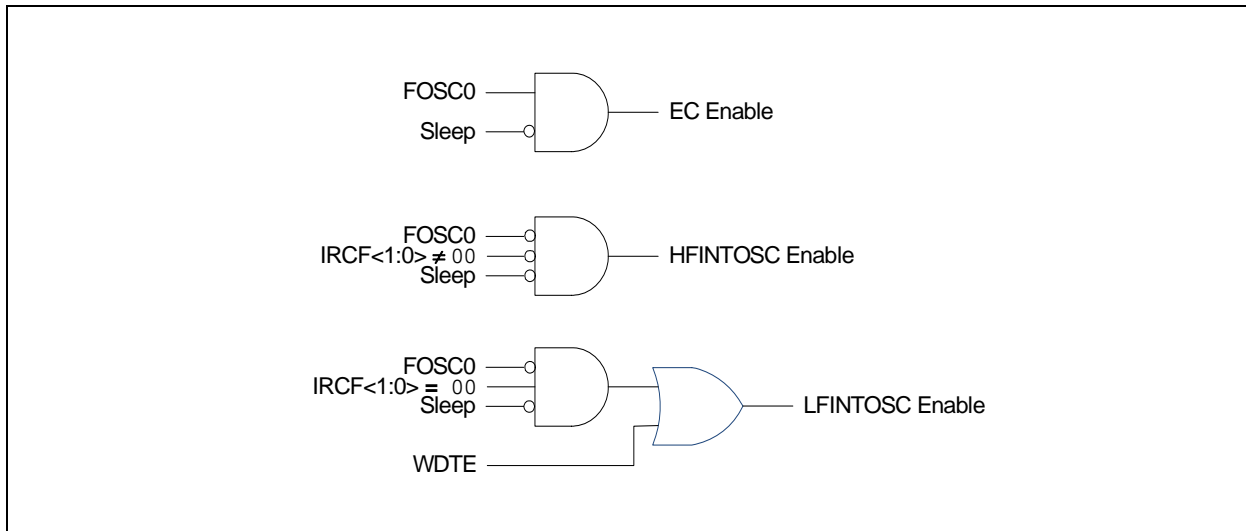 FOSC0
Sleep
EC Enable
FOSC0
IRCF<1:0> ≠ 00
Sleep
HFINTOSC Enable
FOSC0
IRCF<1:0> = 00
Sleep
LFINTOSC Enable
WDTE